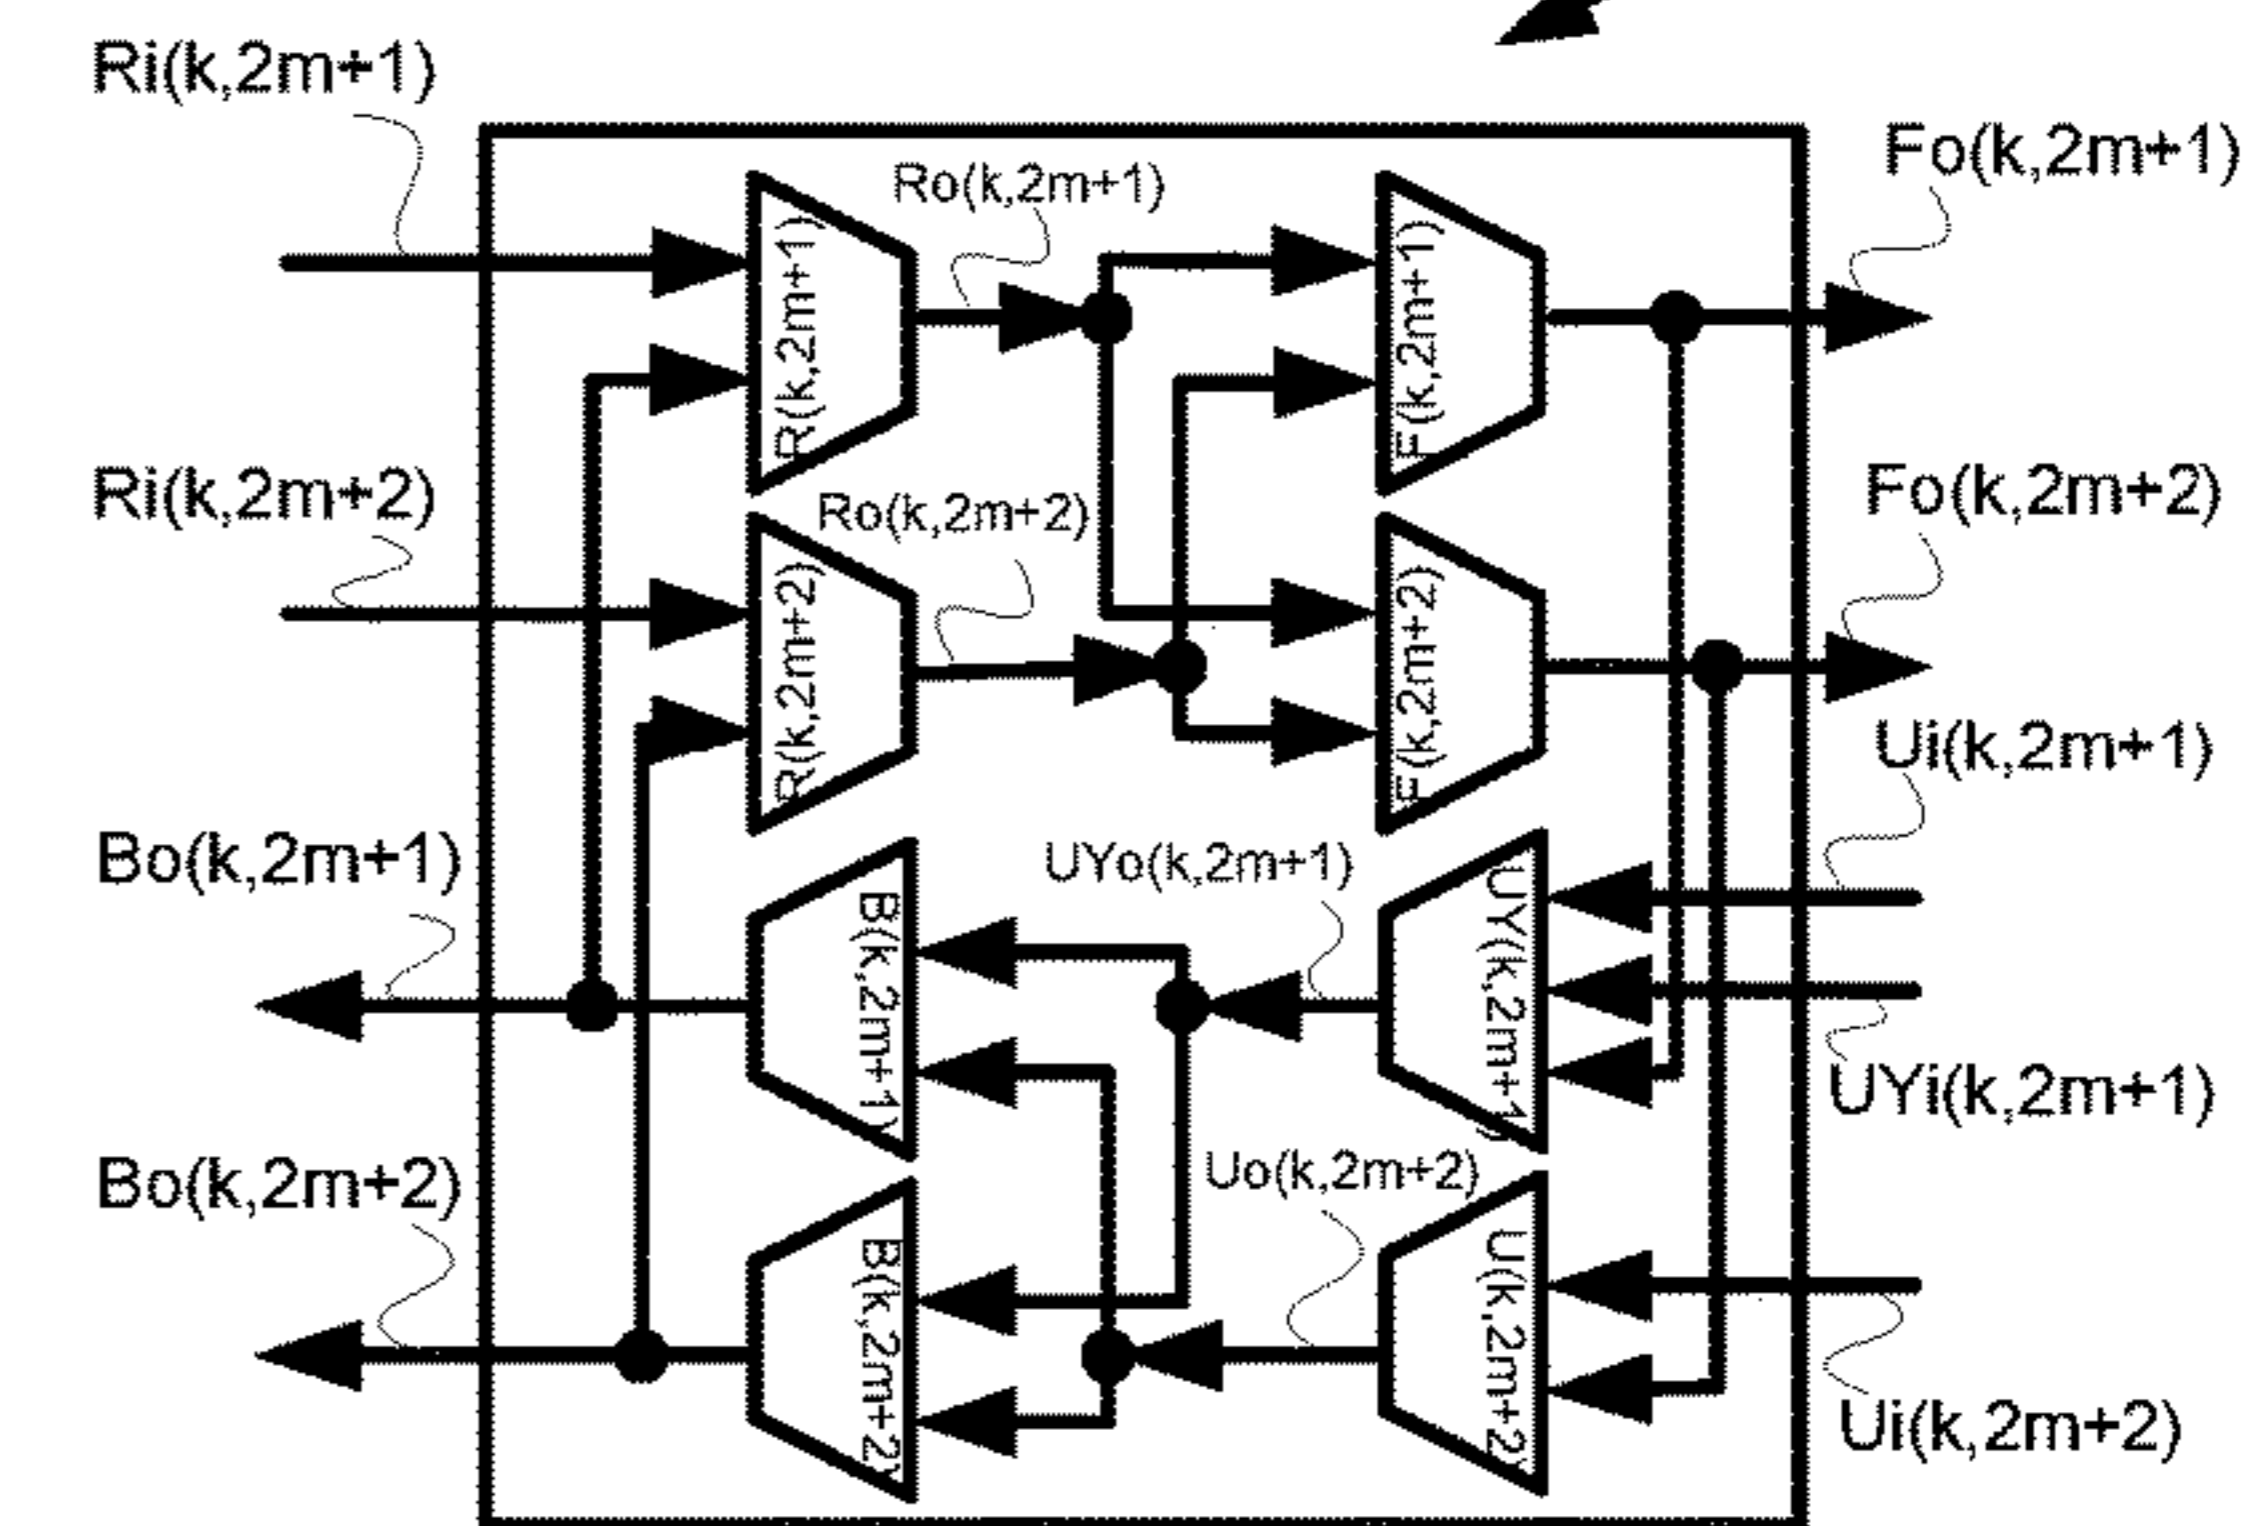 Ri(k,2m+1)
Fo(k,2m+1)
Ro(k,2m+1)
R(k,2m+1)
F(k,2m+1)
Ri(k,2m+2)
Fo(k,2m+2)
Ro(k,2m+2)
R(k,2m+2)
F(k,2m+2)
Ui(k,2m+1)
Bo(k,2m+1)
UYo(k,2m+1)
B(k,2m+1)
UY(k,2m+1)
UYi(k,2m+1)
Bo(k,2m+2)
Uo(k,2m+2)
B(k,2m+2)
U(k,2m+2)
Ui(k,2m+2)